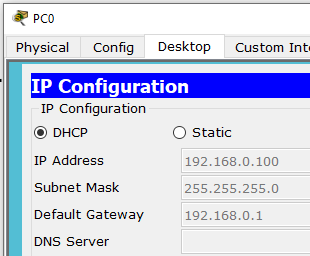 PC0
Physical Config Desktop Custom Int
IP Configuration
IP Configuration
DHCP Static
IP Address 192.168.0.100
Subnet Mask 255.255.255.0
Default Gateway 192.168.0.1
DNS Server